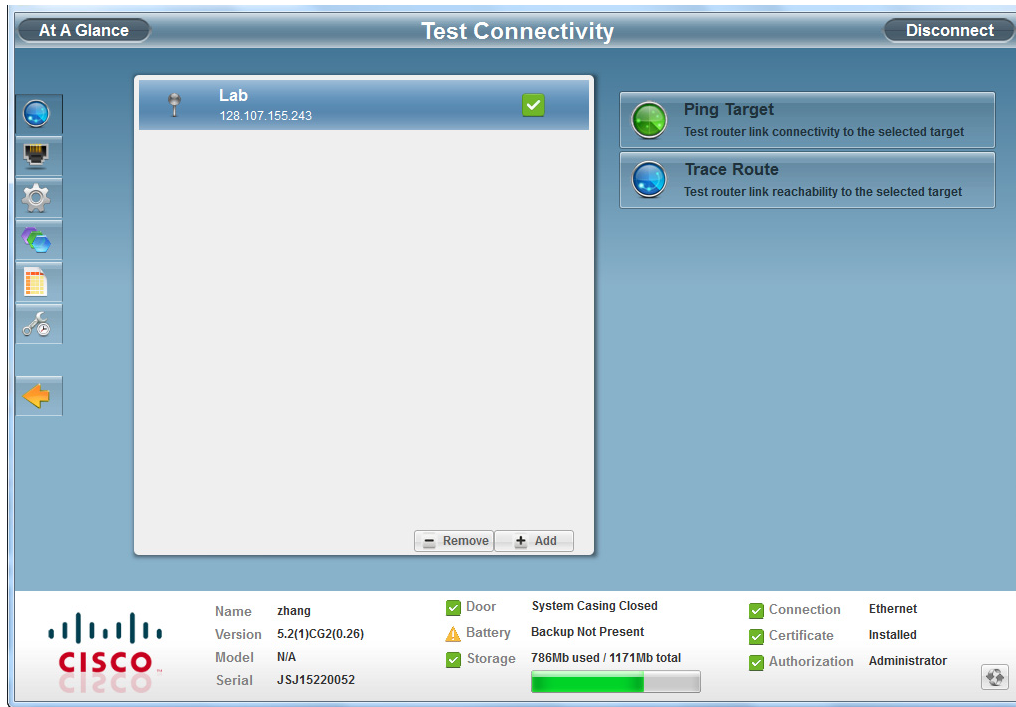 At A Glance
Test Connectivity
Disconnect
Lab
128.107.155.243
Ping Target
Test router link connectivity to the selected target
Trace Route
Test router link reachability to the selected target
Remove
Add
CISCO
Name zhang
Version 5.2(1)CG2(0.26)
Model N/A
Serial JSJ15220052
Door System Casing Closed
Battery Backup Not Present
Storage 786Mb used / 1171Mb total
Connection Ethernet
Certificate Installed
Authorization Administrator